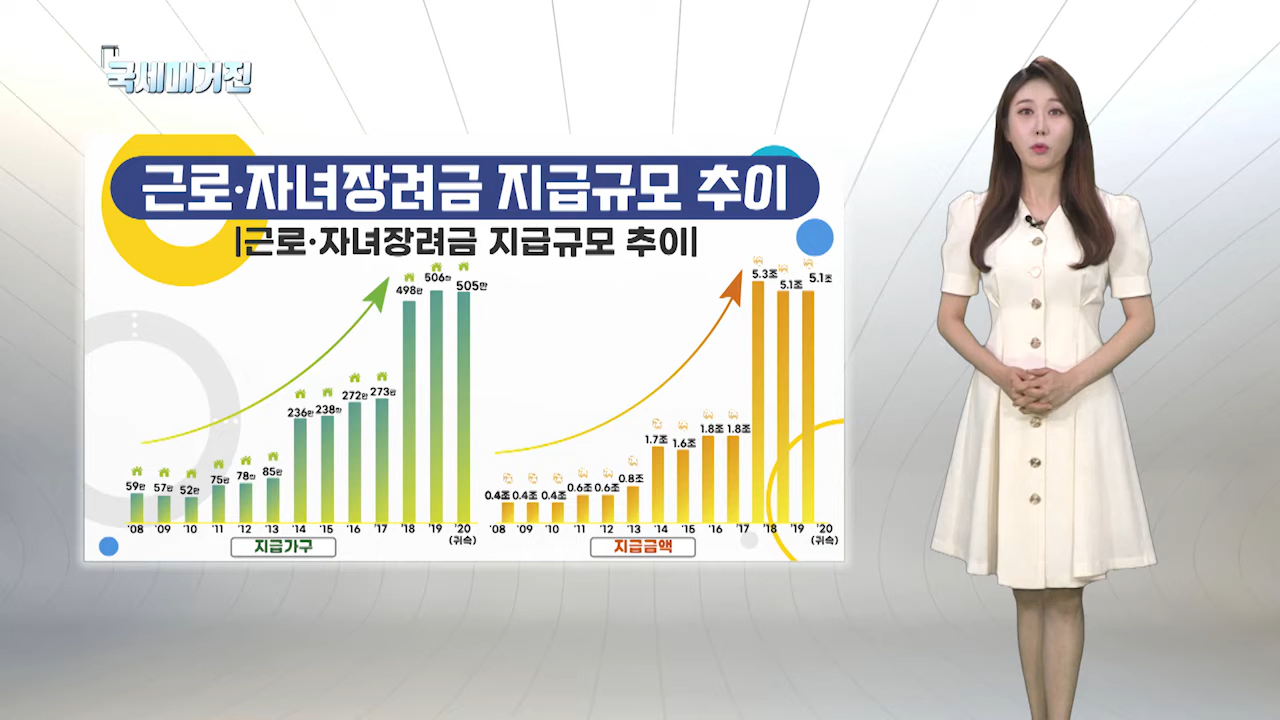 국세매거진
근로·자녀장려금 지급규모 추이
|근로·자녀장려금 지급규모 추이|
59만 57만 52만 75만 78만 85만 236만 238만 272만 273만 498만 506만 505만
'08 '09 '10 '11 '12 '13 '14 '15 '16 '17 '18 '19 '20
(귀속)
지급가구
0.4조 0.4조 0.4조 0.6조 0.6조 0.8조 1.7조 1.6조 1.8조 1.8조 5.3조 5.1조 5.1조
'08 '09 '10 '11 '12 '13 '14 '15 '16 '17 '18 '19 '20
(귀속)
지급금액